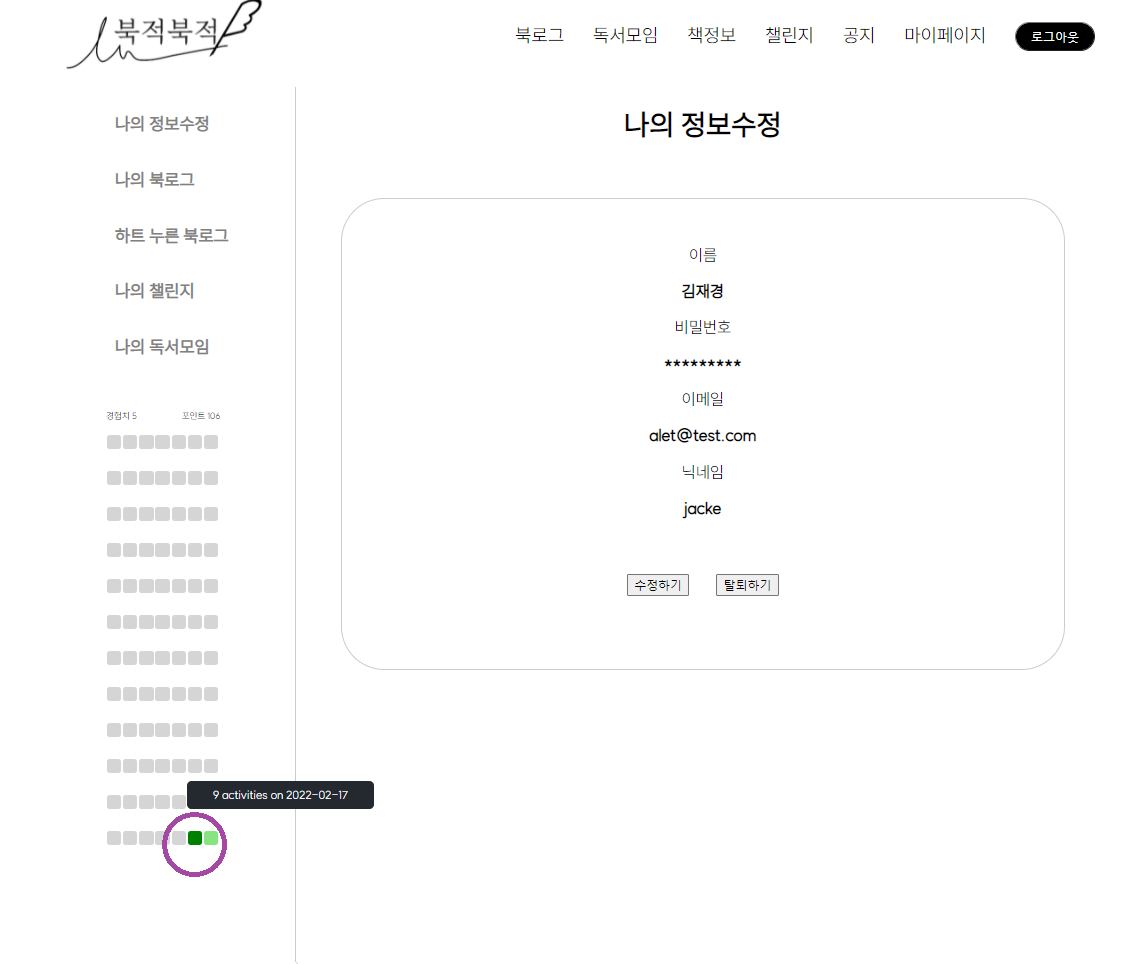 북적북적
북로그 독서모임 책정보 챌린지 공지 마이페이지 로그아웃
나의 정보수정
나의 북로그
하트 누른 북로그
나의 챌린지
나의 독서모임
경험치 5 포인트 106
9 activities on 2022-02-17
나의 정보수정
이름
김재경
비밀번호
*********
이메일
alet@test.com
닉네임
jacke
수정하기 탈퇴하기